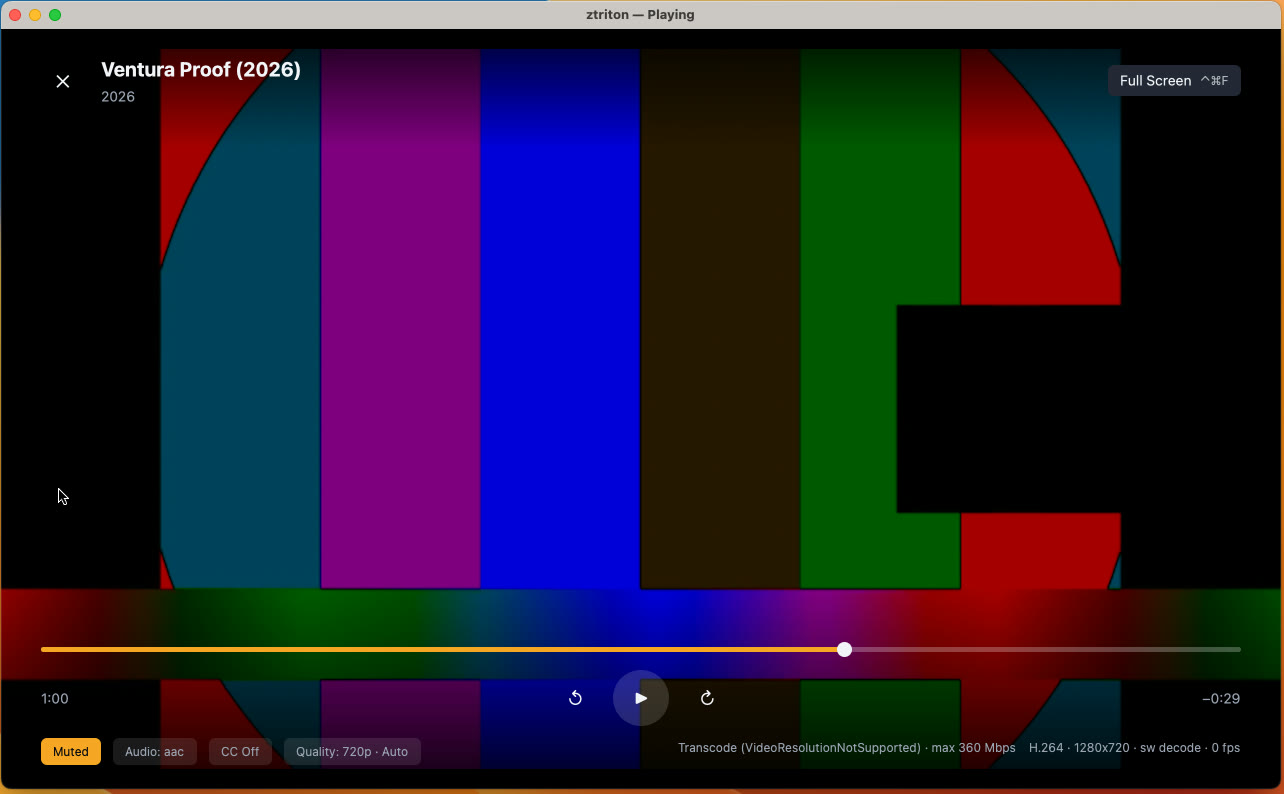 ztriton — Playing
Ventura Proof (2026)
2026
Full Screen ^⌘F
1:00
−0:29
Muted
Audio: aac
CC Off
Quality: 720p · Auto
Transcode (VideoResolutionNotSupported) · max 360 Mbps
H.264 · 1280x720 · sw decode · 0 fps